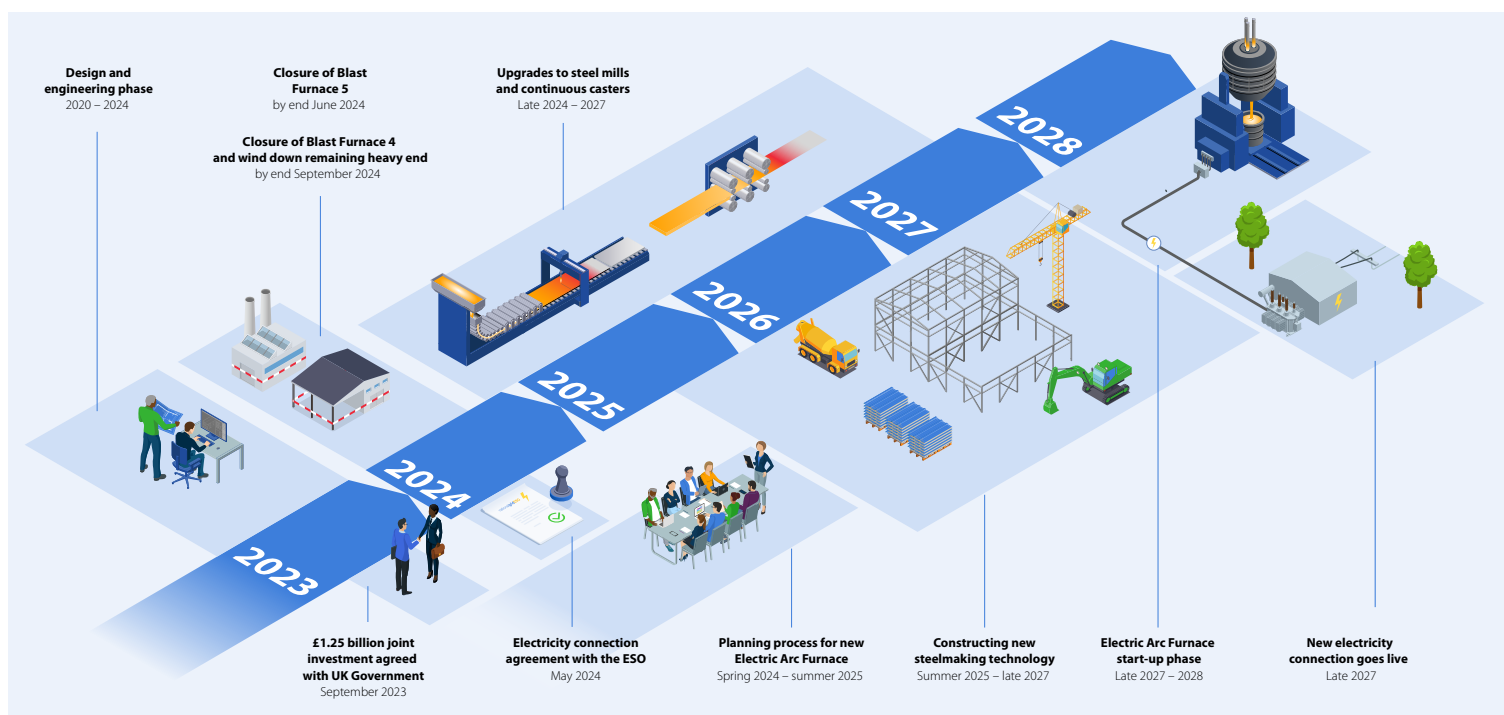 Design and
engineering phase
2020 – 2024
Closure of Blast
Furnace 5
by end June 2024
Closure of Blast Furnace 4
and wind down remaining heavy end
by end September 2024
Upgrades to steel mills
and continuous casters
Late 2024 – 2027
2023
2024
2025
2026
2027
2028
£1.25 billion joint
investment agreed
with UK Government
September 2023
Electricity connection
agreement with the ESO
May 2024
Planning process for new
Electric Arc Furnace
Spring 2024 – summer 2025
Constructing new
steelmaking technology
Summer 2025 – late 2027
Electric Arc Furnace
start-up phase
Late 2027 – 2028
New electricity
connection goes live
Late 2027